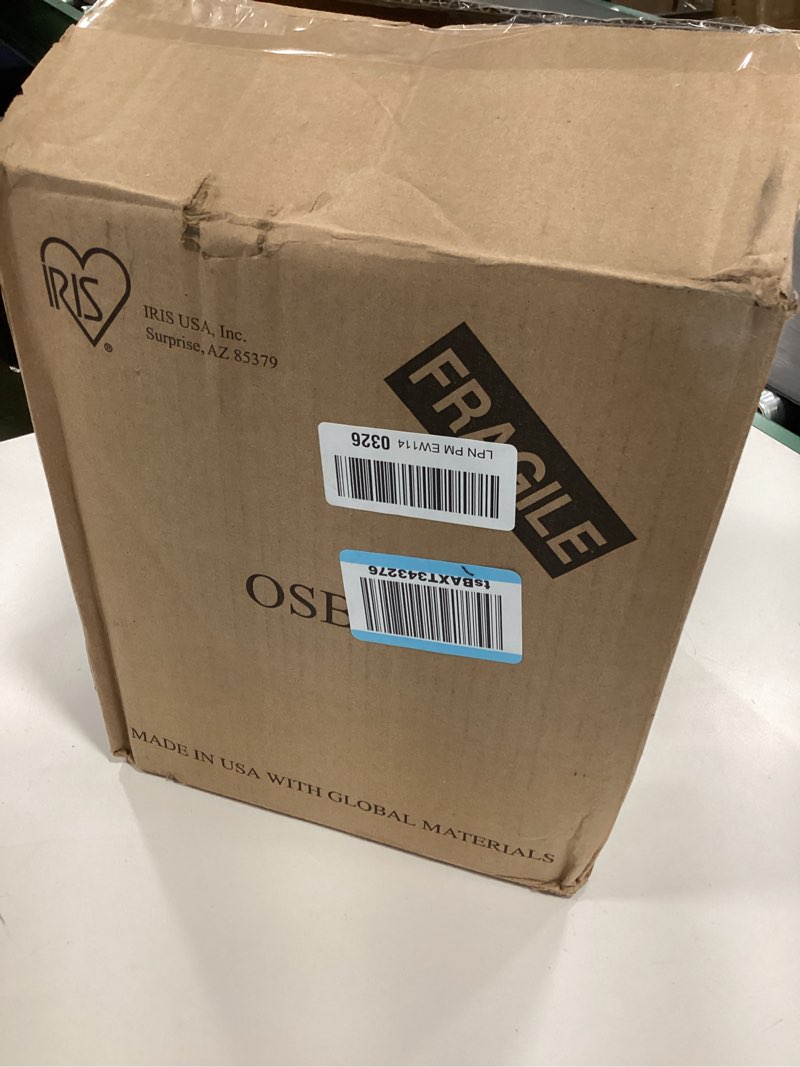 IRIS
®
IRIS USA, Inc.
Surprise, AZ 85379
FRAGILE
LPN PM EW114 0326
tsBAXT343276
MADE IN USA WITH GLOBAL MATERIALS